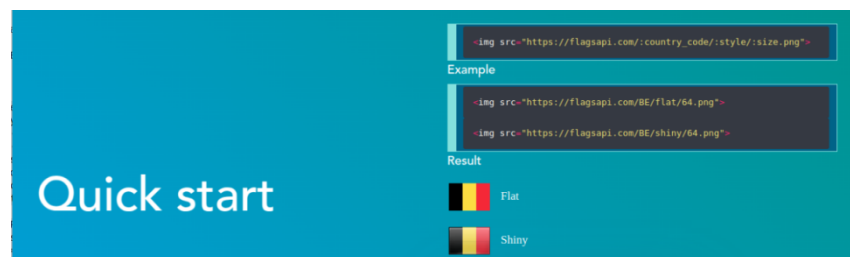 Quick start
<img src="https://flagsapi.com/:country_code/:style/:size.png">
Example
<img src="https://flagsapi.com/BE/flat/64.png">
<img src="https://flagsapi.com/BE/shiny/64.png">
Result
Flat
Shiny